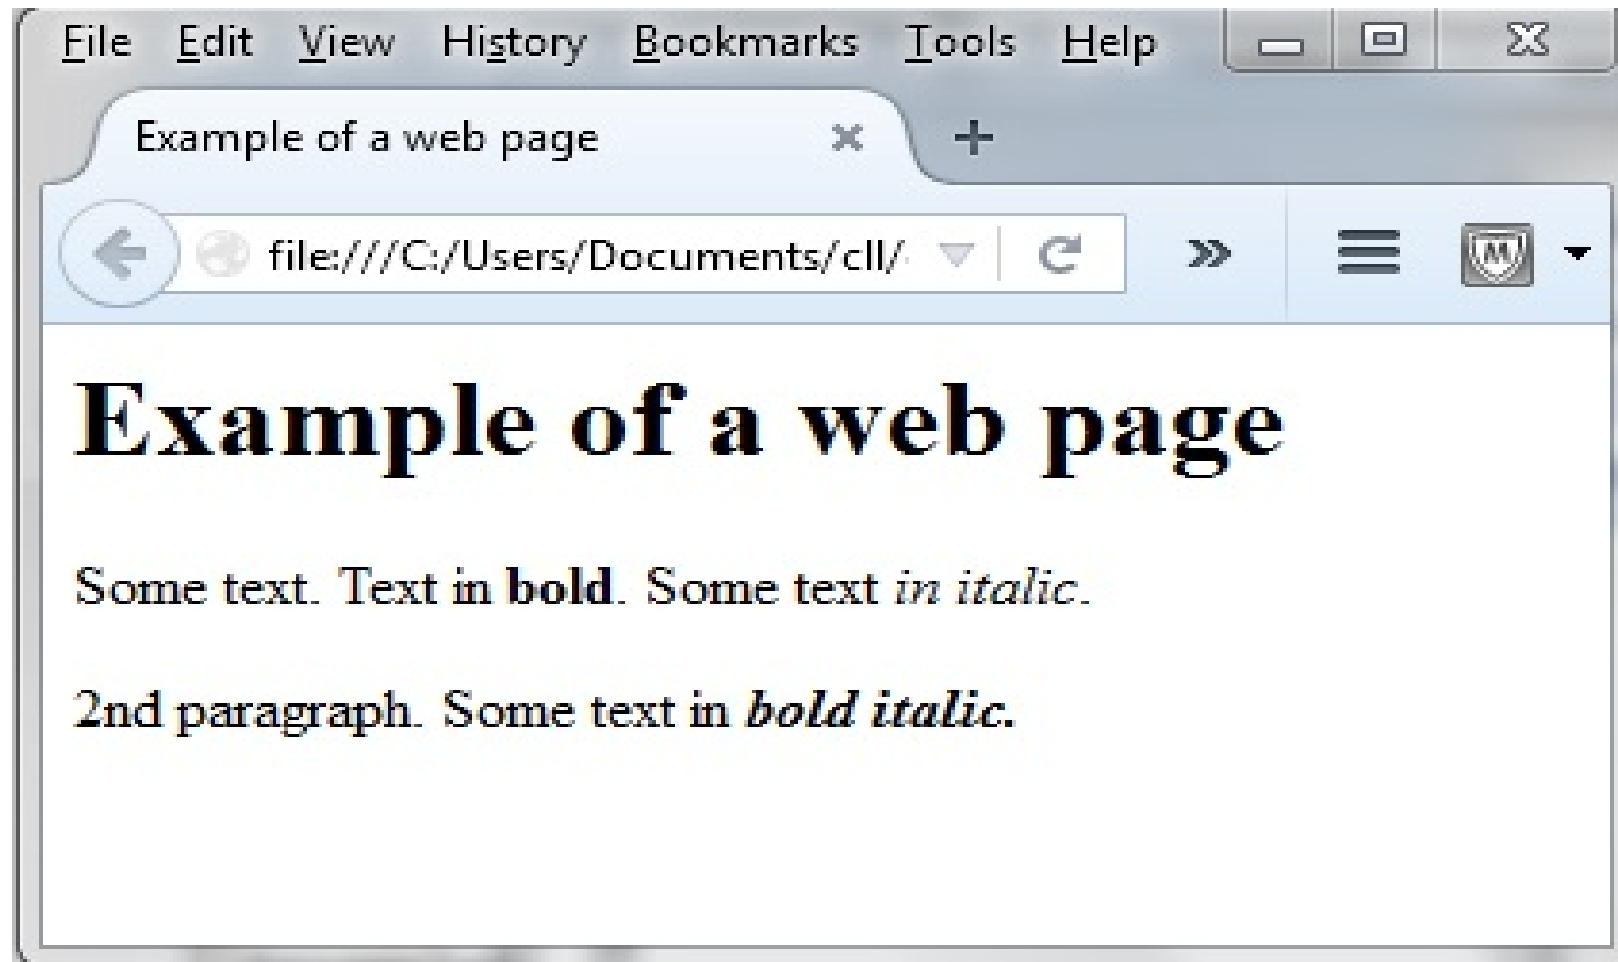 File Edit View History Bookmarks Tools Help
Example of a web page
file:///C:/Users/Documents/cll/
M
Example of a web page
Some text. Text in bold. Some text in italic.
2nd paragraph. Some text in bold italic.